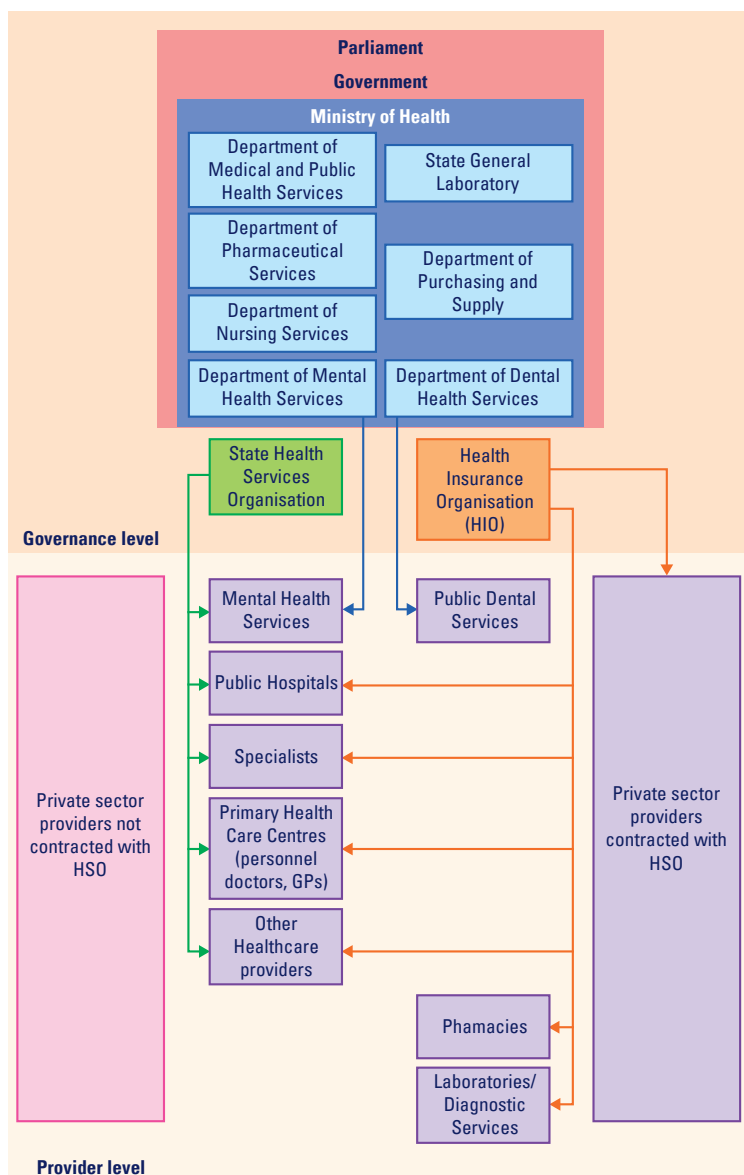 Parliament
Government
Ministry of Health
Department of
Medical and Public
Health Services
State General
Laboratory
Department of
Pharmaceutical
Services
Department of
Purchasing and
Supply
Department of
Nursing Services
Department of Mental
Health Services
Department of Dental
Health Services
State Health
Services
Organisation
Health
Insurance
Organisation
(HIO)
Governance level
Mental Health
Services
Public Dental
Services
Public Hospitals
Specialists
Private sector
providers not
contracted with
HSO
Primary Health
Care Centres
(personnel
doctors, GPs)
Private sector
providers
contracted with
HSO
Other
Healthcare
providers
Phamacies
Laboratories/
Diagnostic
Services
Provider level